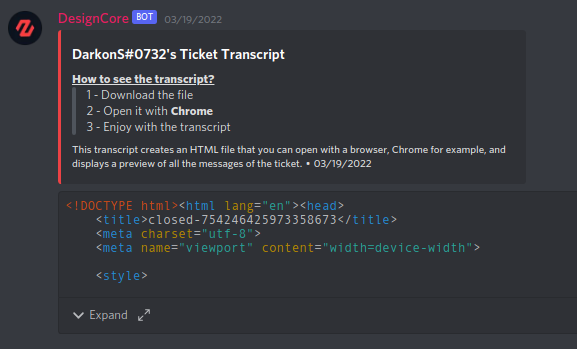 DesignCore BOT 03/19/2022
DarkonS#0732's Ticket Transcript
How to see the transcript?
1 - Download the file
2 - Open it with Chrome
3 - Enjoy with the transcript
This transcript creates an HTML file that you can open with a browser, Chrome for example, and
displays a preview of all the messages of the ticket. • 03/19/2022
<!DOCTYPE html><html lang="en"><head>
    <title>closed-754246425973358673</title>
    <meta charset="utf-8">
    <meta name="viewport" content="width=device-width">
    <style>
Expand